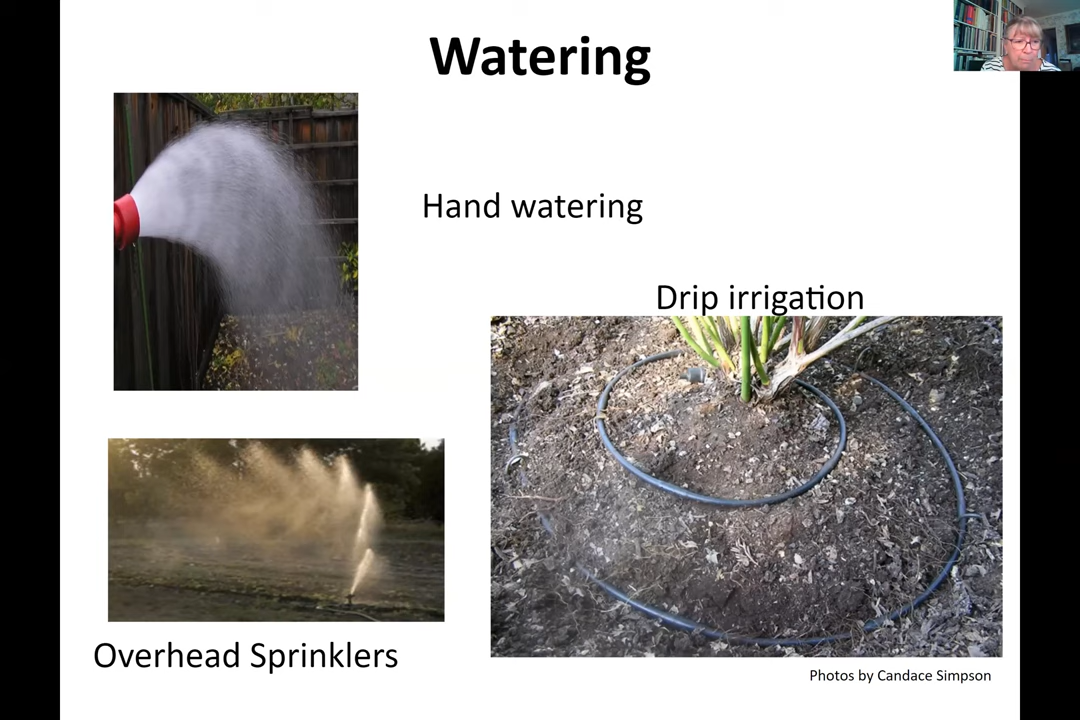 Watering
Hand watering
Drip irrigation
Overhead Sprinklers
Photos by Candace Simpson